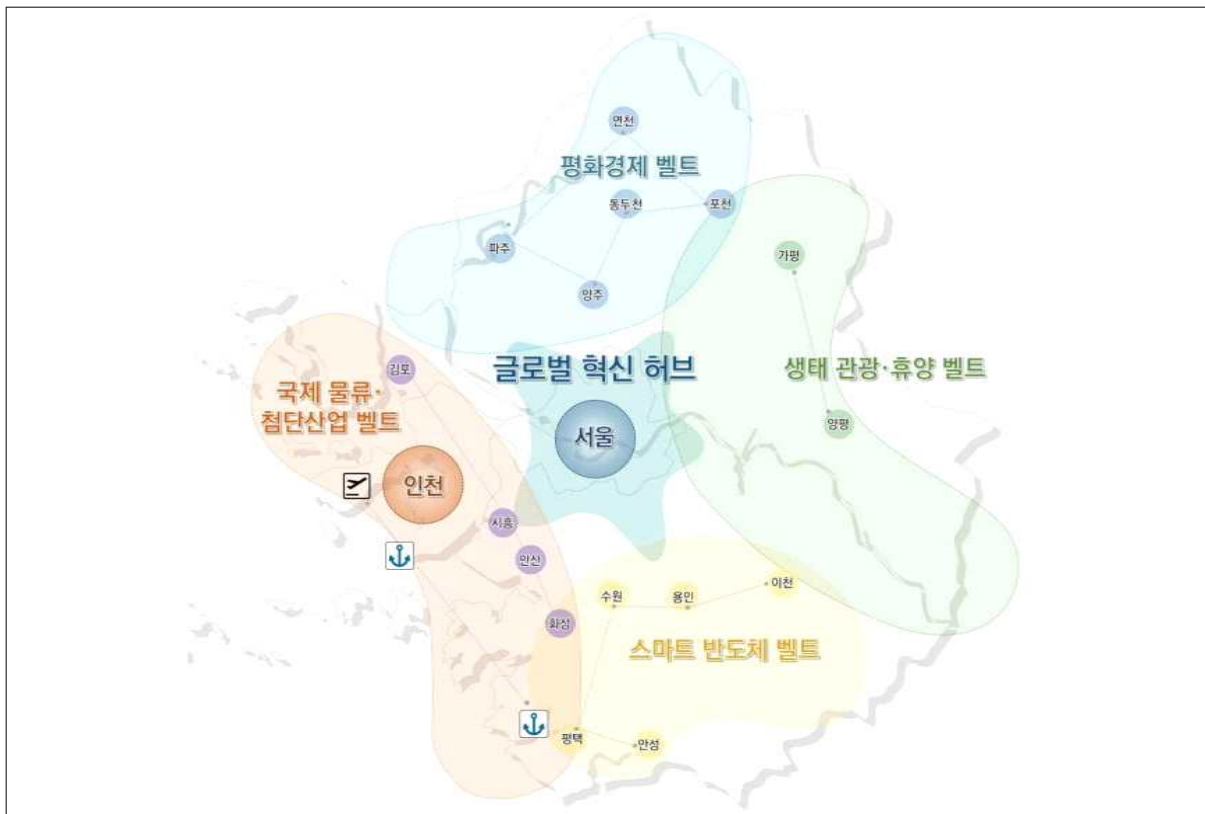 연천
평화경제 벨트
동두천
포천
파주
가평
양주
글로벌 혁신 허브
생태 관광·휴양 벨트
김포
국제 물류·
첨단산업 벨트
양평
서울
인천
시흥
안산
이천
수원
용인
화성
스마트 반도체 벨트
평택
안성